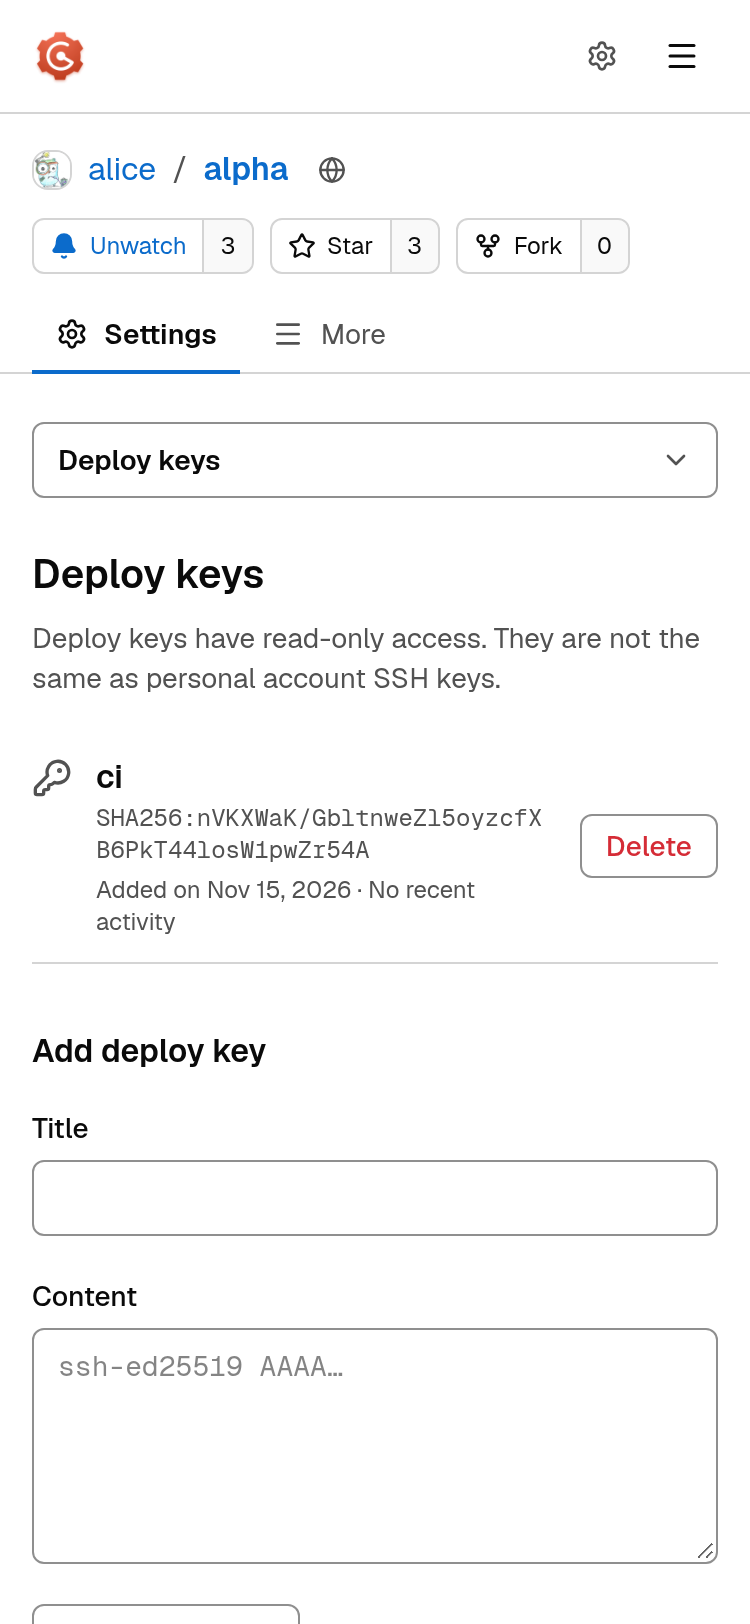 alice / alpha
Unwatch 3 Star 3 Fork 0
Settings More
Deploy keys
Deploy keys
Deploy keys have read-only access. They are not the
same as personal account SSH keys.
ci
SHA256:nVKXWaK/GbltnweZl5oyzcfX
B6PkT44losW1pwZr54A
Delete
Added on Nov 15, 2026 · No recent
activity
Add deploy key
Title
Content
ssh-ed25519 AAAA…